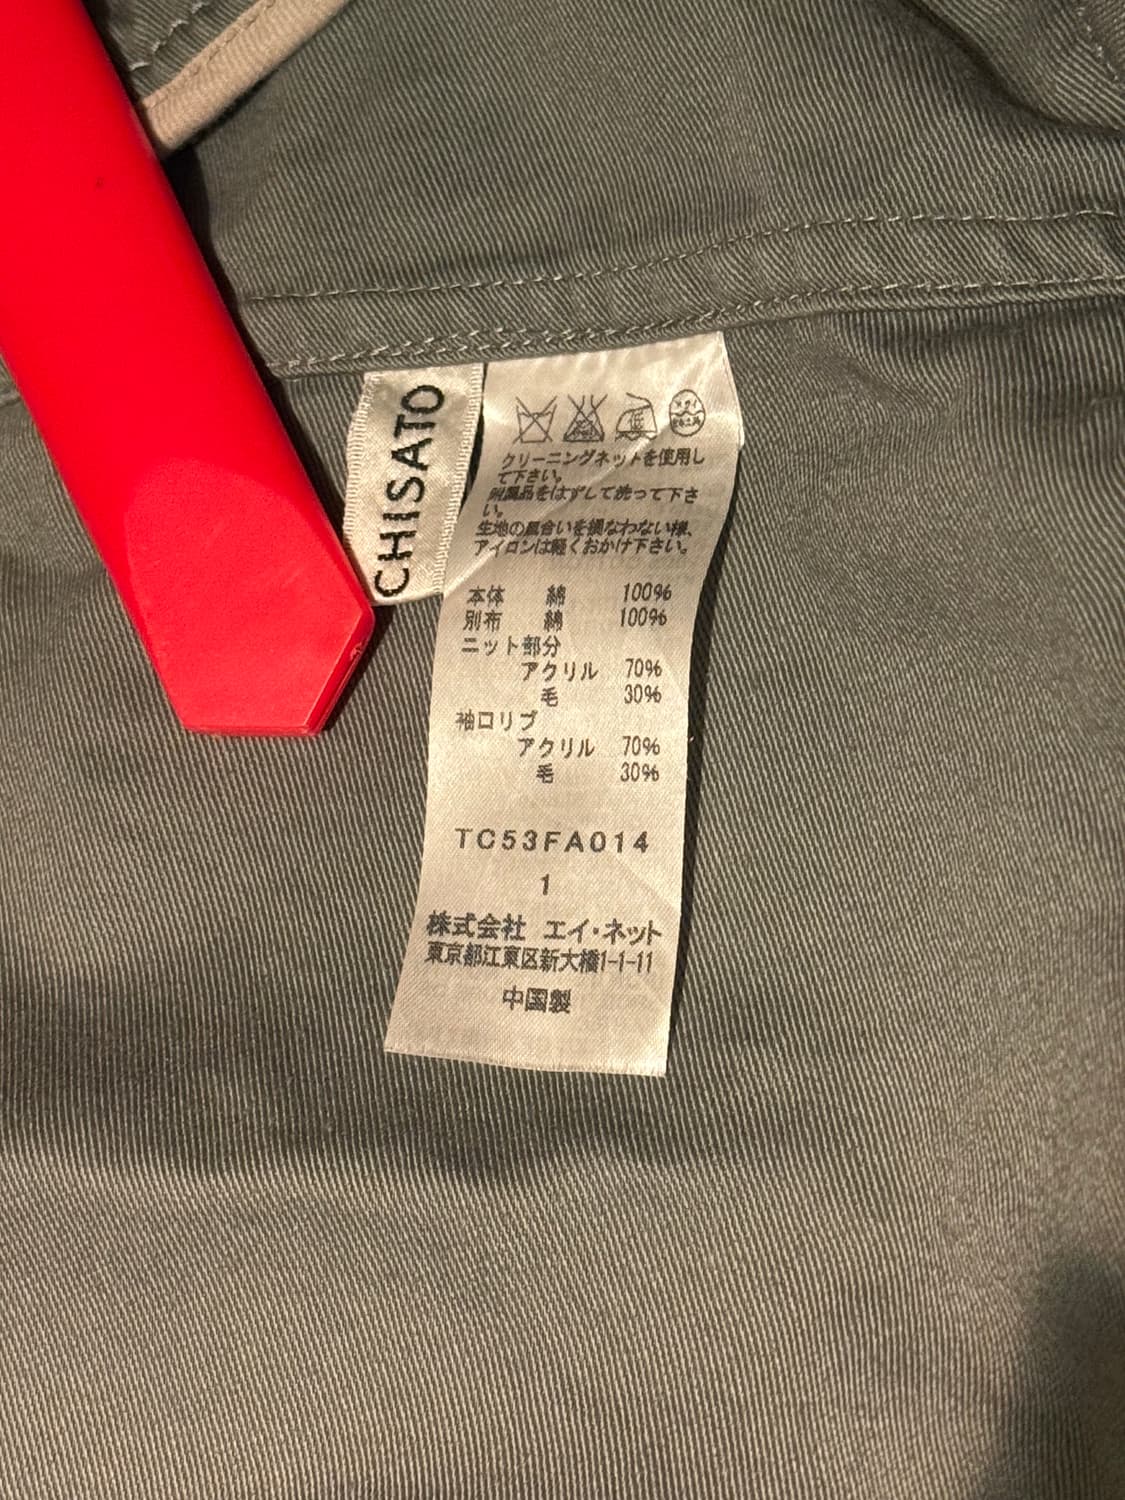 CHISATO
低
クリーニングネットを使用し
て下さい。
附属品をはずして洗って下さ
い。
生地の風合いを損なわない様、
アイロンは軽くおかけ下さい。
本体 綿 100%
別布 綿 100%
ニット部分
アクリル 70%
毛 30%
袖口リブ
アクリル 70%
毛 30%
TC53FA014
1
株式会社 エイ・ネット
東京都江東区新大橋1-1-11
中国製